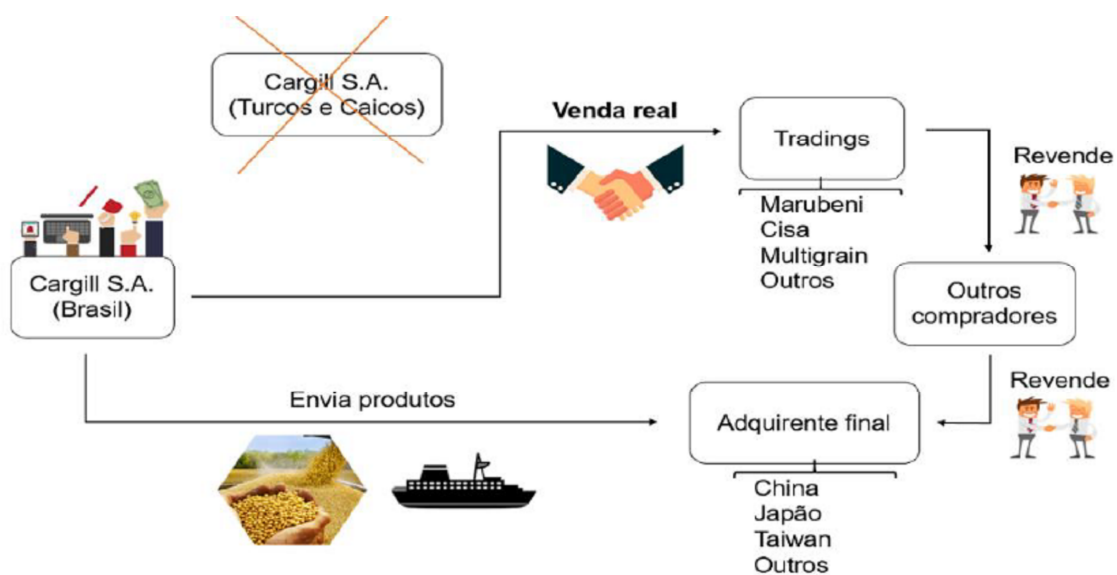 Cargill S.A.
(Turcos e Caicos)
Venda real
Tradings
Revende
Marubeni
Cisa
Multigrain
Outros
Cargill S.A.
(Brasil)
Outros
compradores
Envia produtos
Revende
Adquirente final
China
Japão
Taiwan
Outros